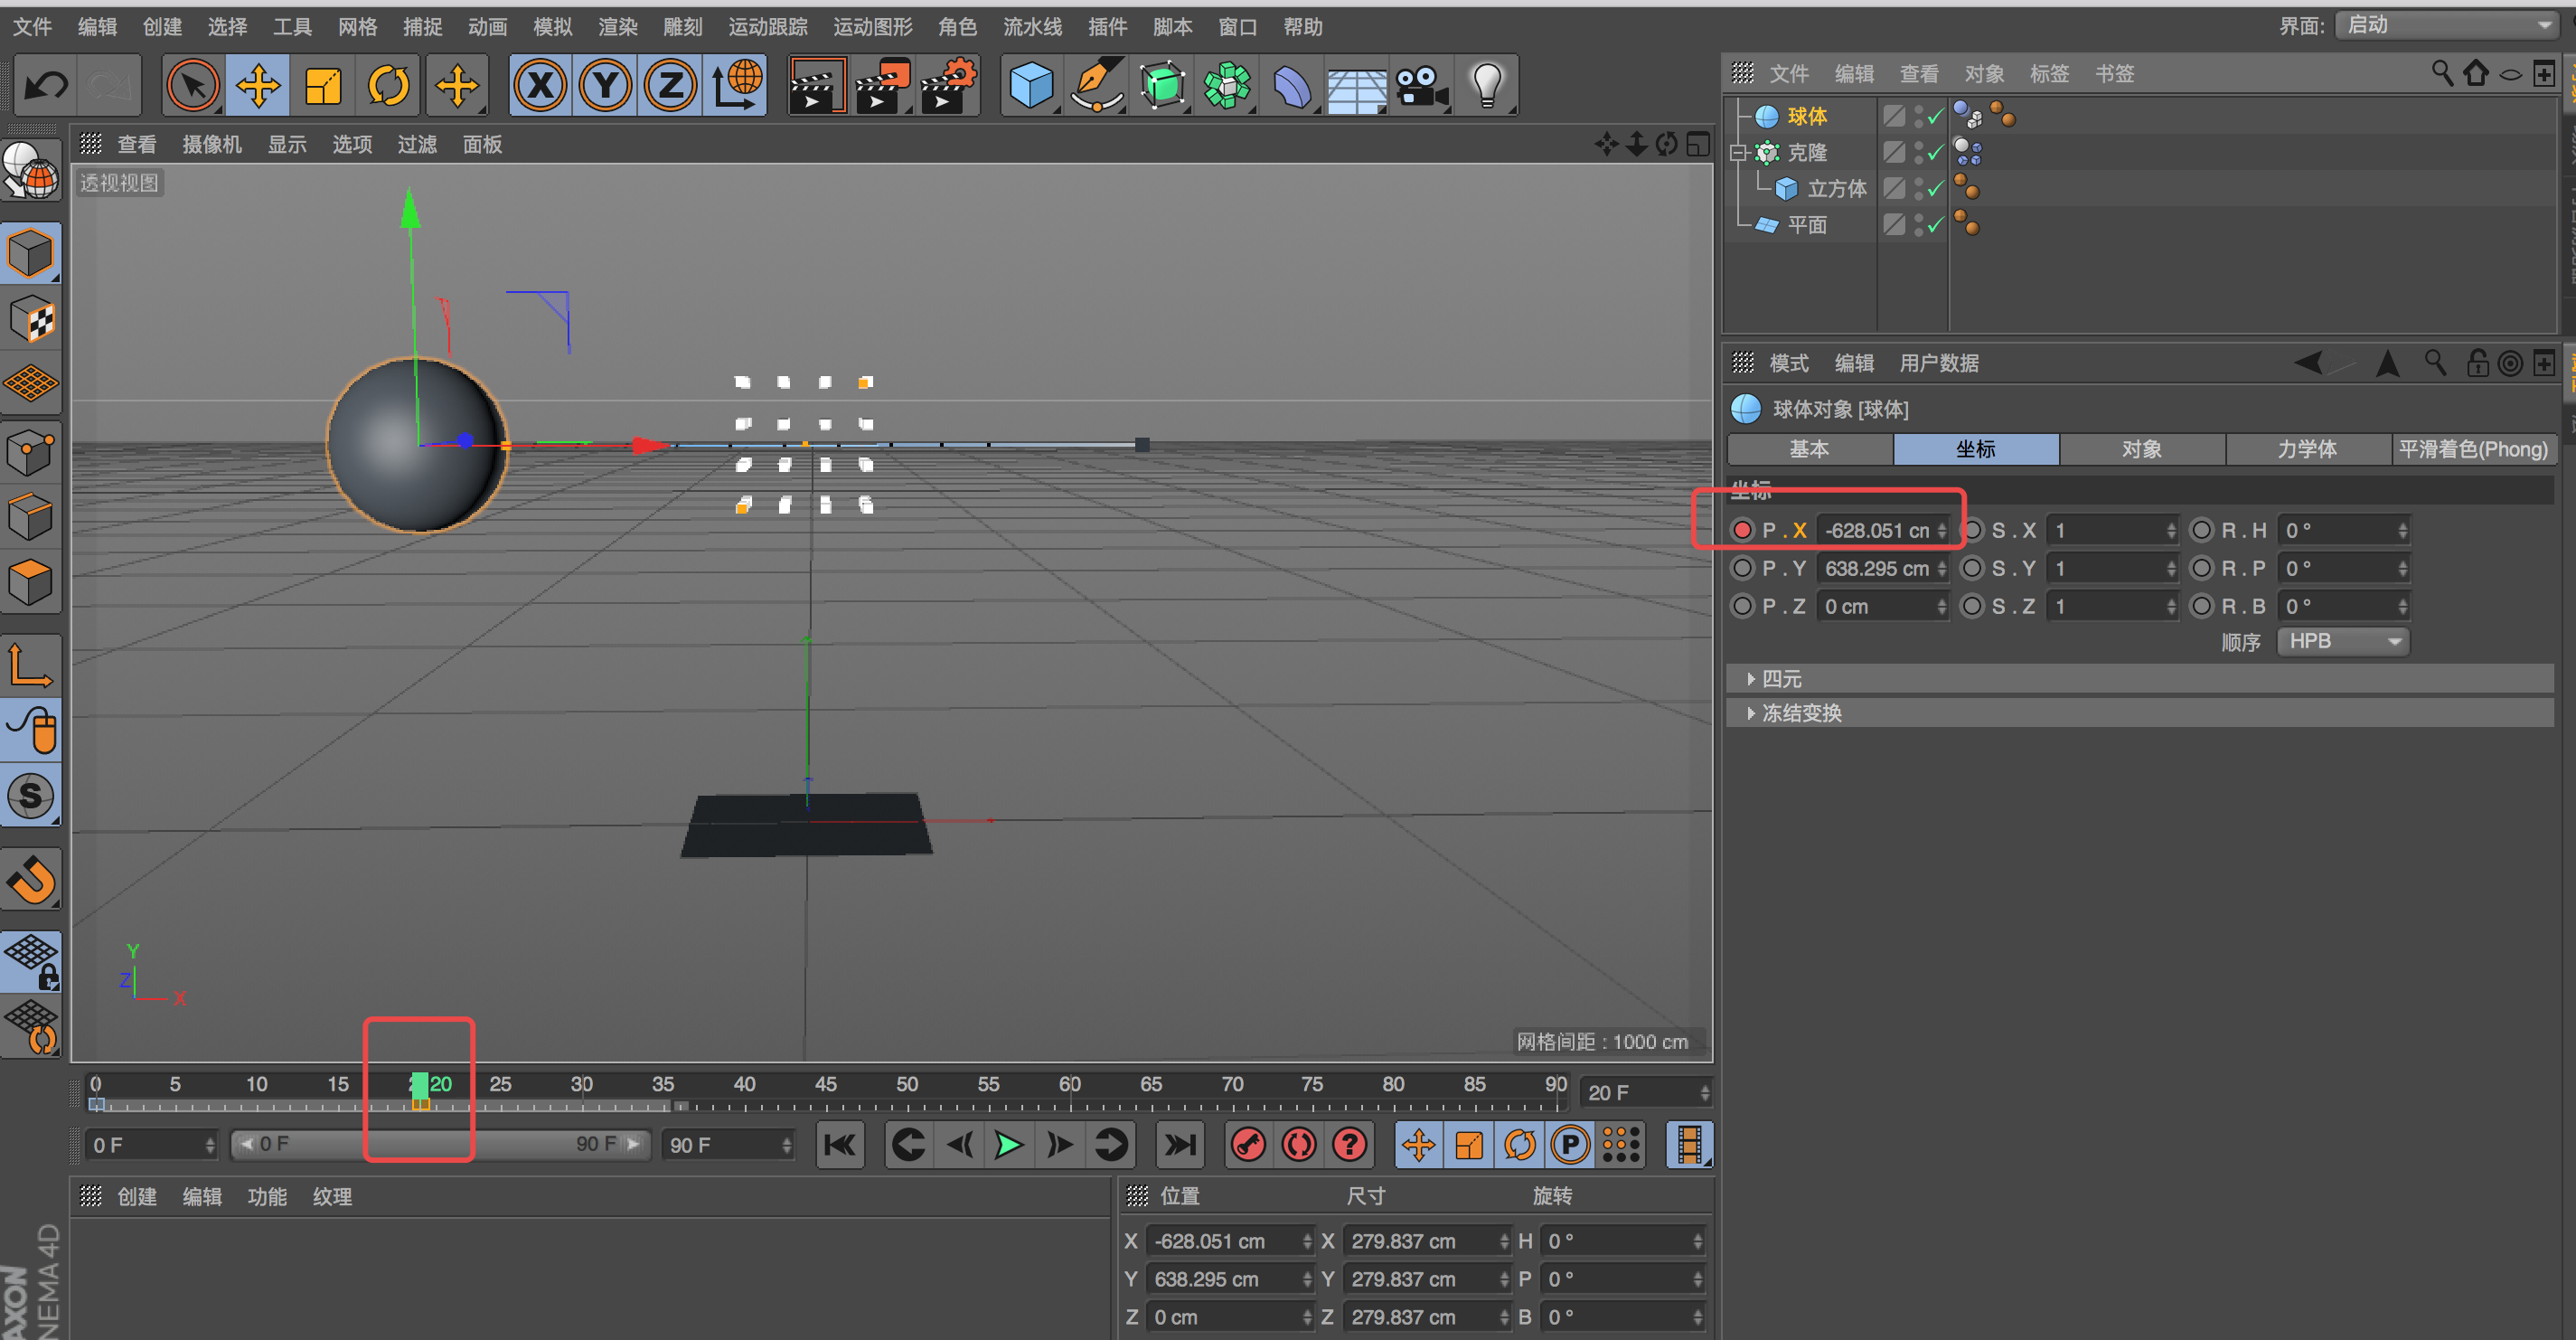 文件 编辑 创建 选择 工具 网格 捕捉 动画 模拟 渲染 雕刻 运动跟踪 运动图形 角色 流水线 插件 脚本 窗口 帮助 界面: 启动
文件 编辑 查看 对象 标签 书签
查看 摄像机 显示 选项 过滤 面板
透视视图
球体
克隆
立方体
平面
模式 编辑 用户数据
球体对象 [球体]
基本 坐标 对象 力学体 平滑着色(Phong)
坐标
P . X -628.051 cm S . X 1 R . H 0 °
P . Y 638.295 cm S . Y 1 R . P 0 °
P . Z 0 cm S . Z 1 R . B 0 °
顺序 HPB
四元
冻结变换
Y
Z X
网格间距 : 1000 cm
0 5 10 15 20 25 30 35 40 45 50 55 60 65 70 75 80 85 90 20 F
0 F 0 F 90 F 90 F
创建 编辑 功能 纹理
位置 尺寸 旋转
X -628.051 cm X 279.837 cm H 0 °
Y 638.295 cm Y 279.837 cm P 0 °
Z 0 cm Z 279.837 cm B 0 °
AXON
NEMA 4D